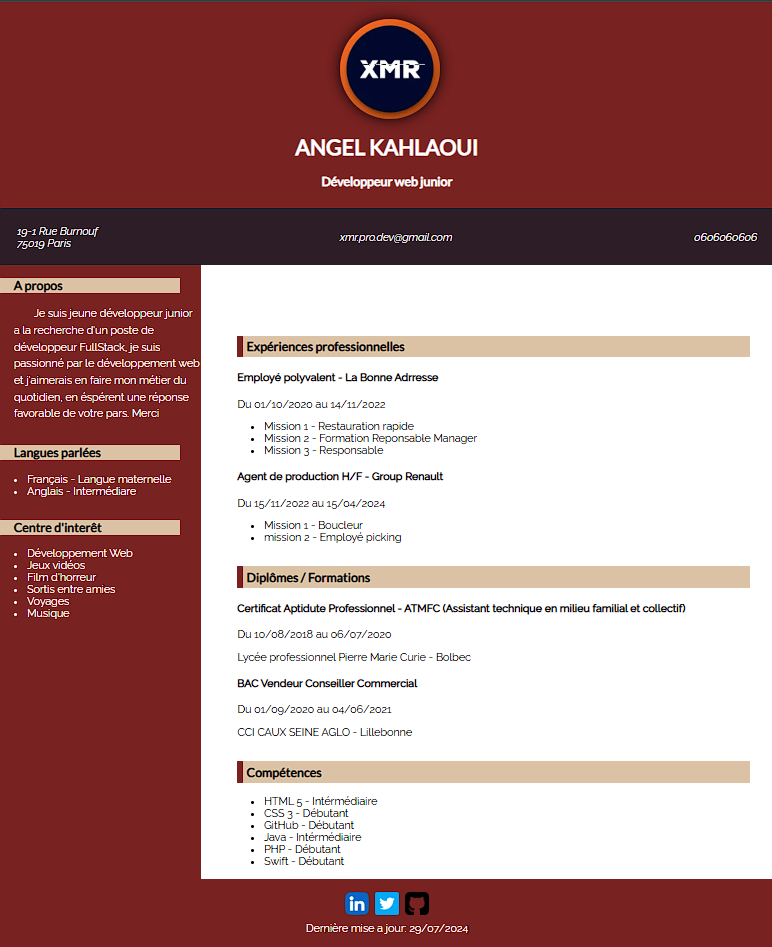 XMR
ANGEL KAHLAOUI
Développeur web junior
19-1 Rue Burnouf
75019 Paris
xmr.pro.dev@gmail.com
0606060606
A propos
Je suis jeune développeur junior
a la recherche d'un poste de
développeur FullStack, je suis
passionné par le développement web
et j'aimerais en faire mon métier du
quotidien, en éspérent une réponse
favorable de votre pars. Merci
Langues parlées
Français - Langue maternelle
Anglais - Intermédiare
Centre d'interêt
Développement Web
Jeux vidéos
Film d'horreur
Sortis entre amies
Voyages
Musique
Expériences professionnelles
Employé polyvalent - La Bonne Adrresse
Du 01/10/2020 au 14/11/2022
Mission 1 - Restauration rapide
Mission 2 - Formation Reponsable Manager
Mission 3 - Responsable
Agent de production H/F - Group Renault
Du 15/11/2022 au 15/04/2024
Mission 1 - Boucleur
mission 2 - Employé picking
Diplômes / Formations
Certificat Aptidute Professionnel - ATMFC (Assistant technique en milieu familial et collectif)
Du 10/08/2018 au 06/07/2020
Lycée professionnel Pierre Marie Curie - Bolbec
BAC Vendeur Conseiller Commercial
Du 01/09/2020 au 04/06/2021
CCI CAUX SEINE AGLO - Lillebonne
Compétences
HTML 5 - Intérmédiaire
CSS 3 - Débutant
GitHub - Débutant
Java - Intérmédiaire
PHP - Débutant
Swift - Débutant
in
Dernière mise a jour: 29/07/2024